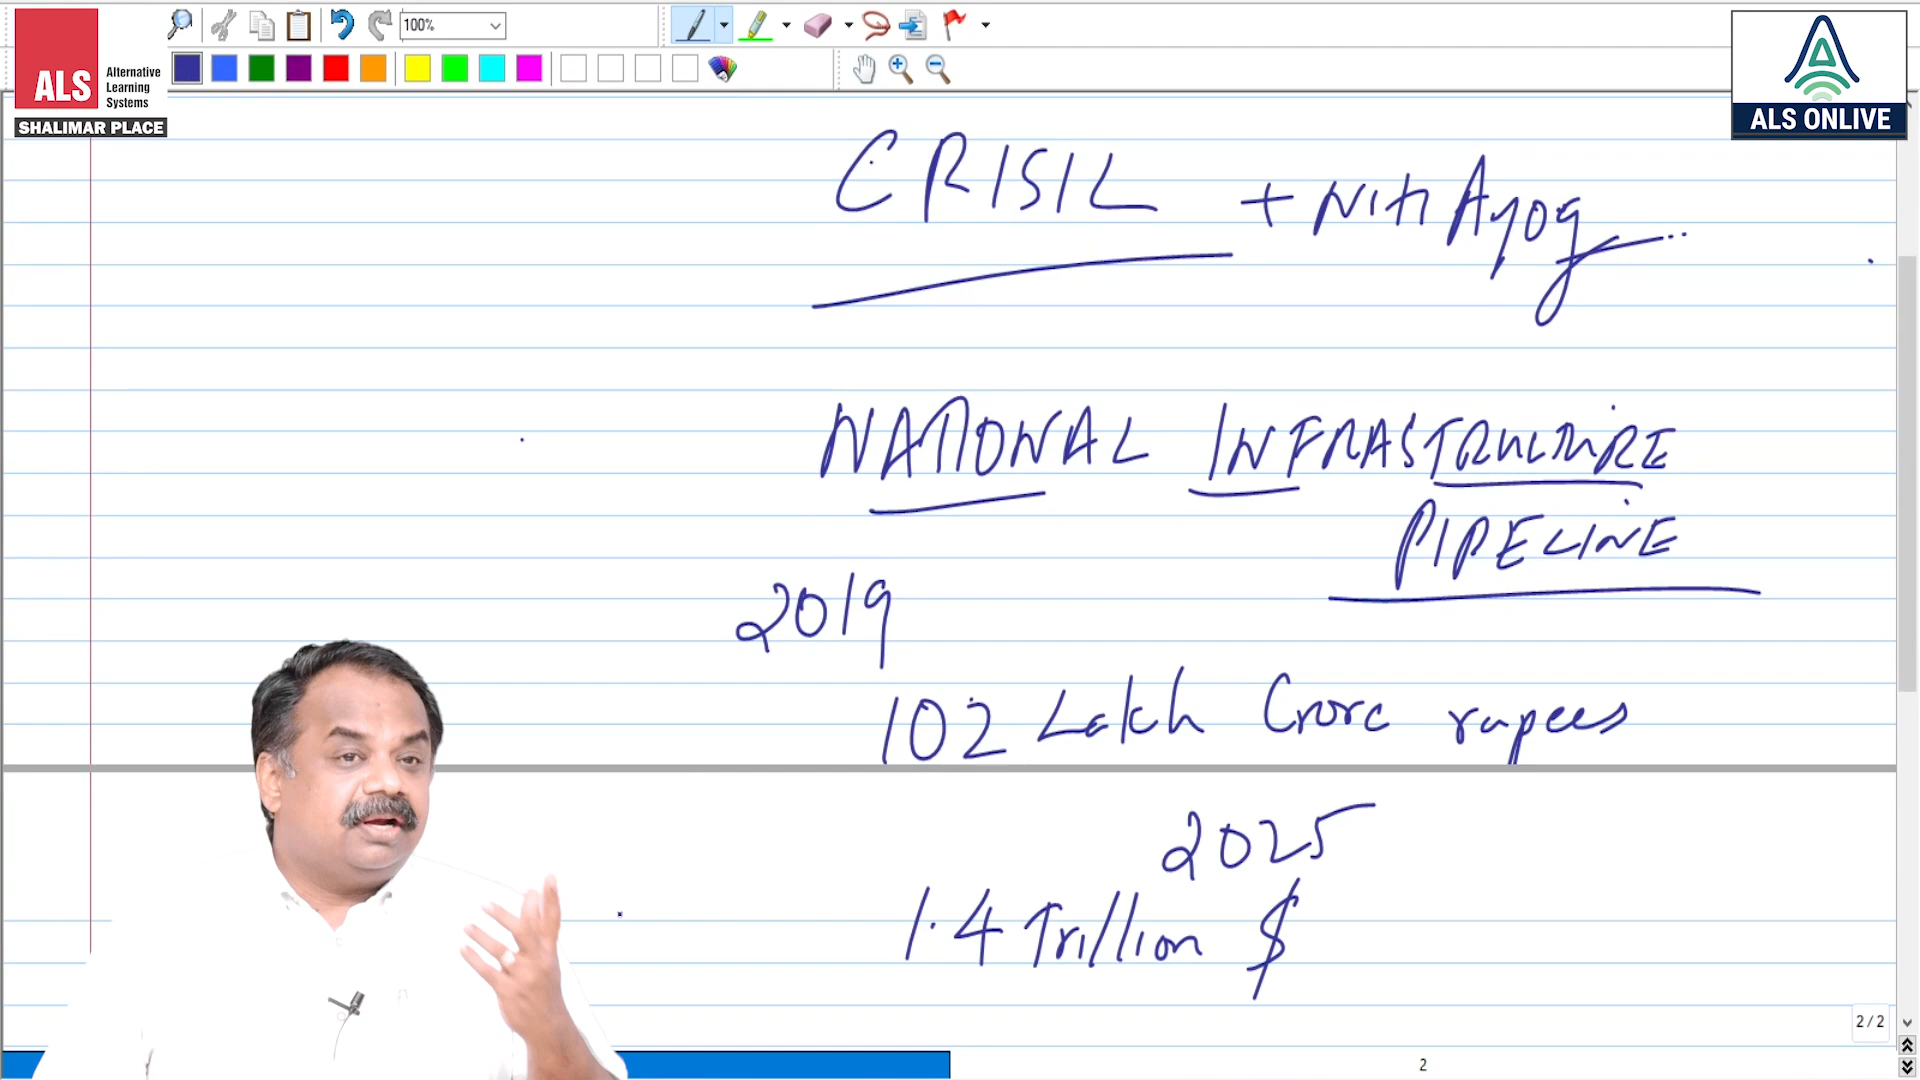 100%
ALS
Alternative
Learning
Systems
SHALIMAR PLACE
ALS ONLIVE
CRISIL + Niti Ayog
NATIONAL INFRASTRUCTURE
PIPELINE
2019
102 Lakh Crore rupees
2025
1.4 Trillion $
2 / 2
2